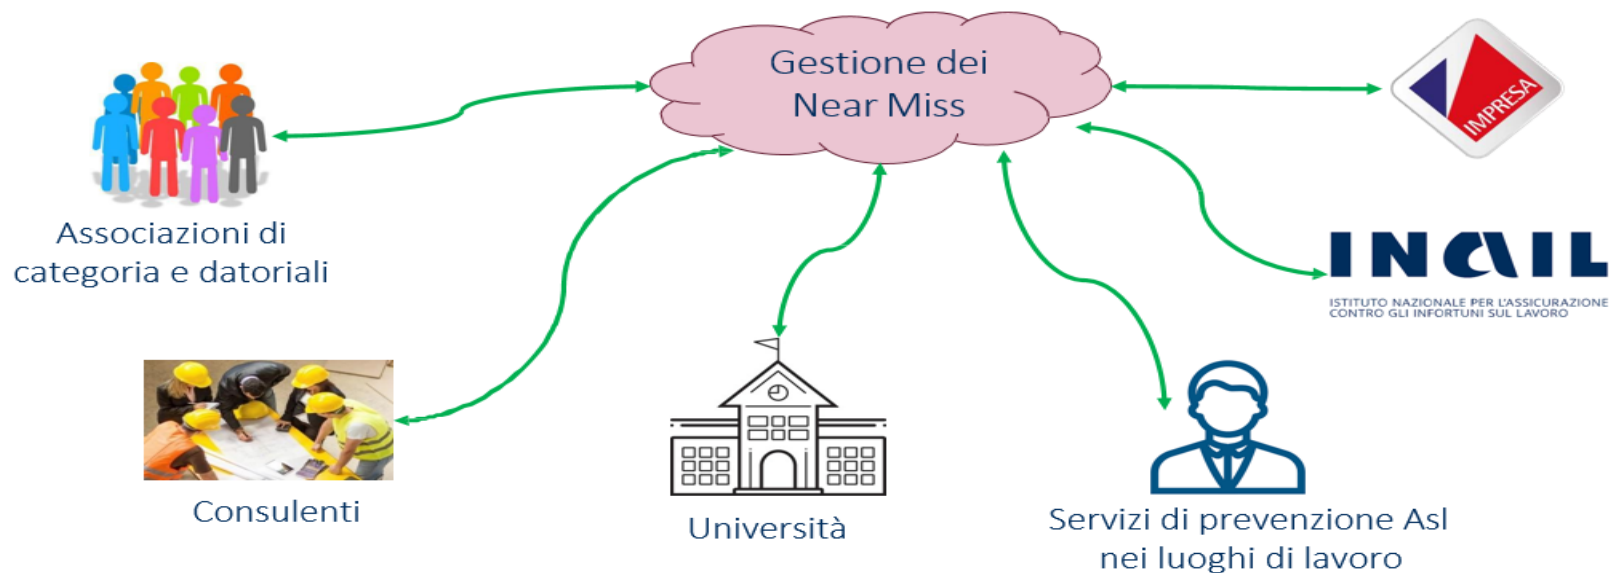 Gestione dei
Near Miss
IMPRESA
Associazioni di
categoria e datoriali
INAIL
ISTITUTO NAZIONALE PER L'ASSICURAZIONE
CONTRO GLI INFORTUNI SUL LAVORO
Consulenti
Università
Servizi di prevenzione Asl
nei luoghi di lavoro